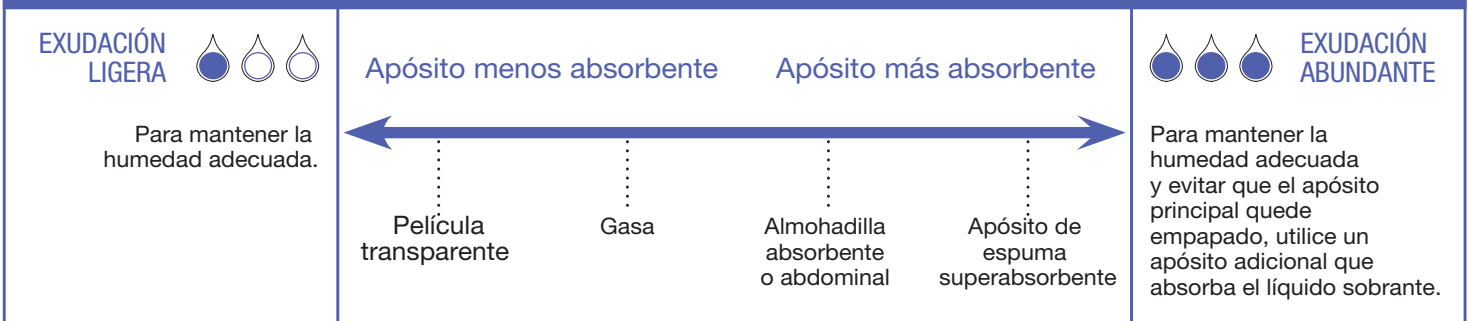 EXUDACIÓN
LIGERA
Para mantener la
humedad adecuada.
Apósito menos absorbente
Apósito más absorbente
Película
transparente
Gasa
Almohadilla
absorbente
o abdominal
Apósito de
espuma
superabsorbente
EXUDACIÓN
ABUNDANTE
Para mantener la
humedad adecuada
y evitar que el apósito
principal quede
empapado, utilice un
apósito adicional que
absorba el líquido sobrante.